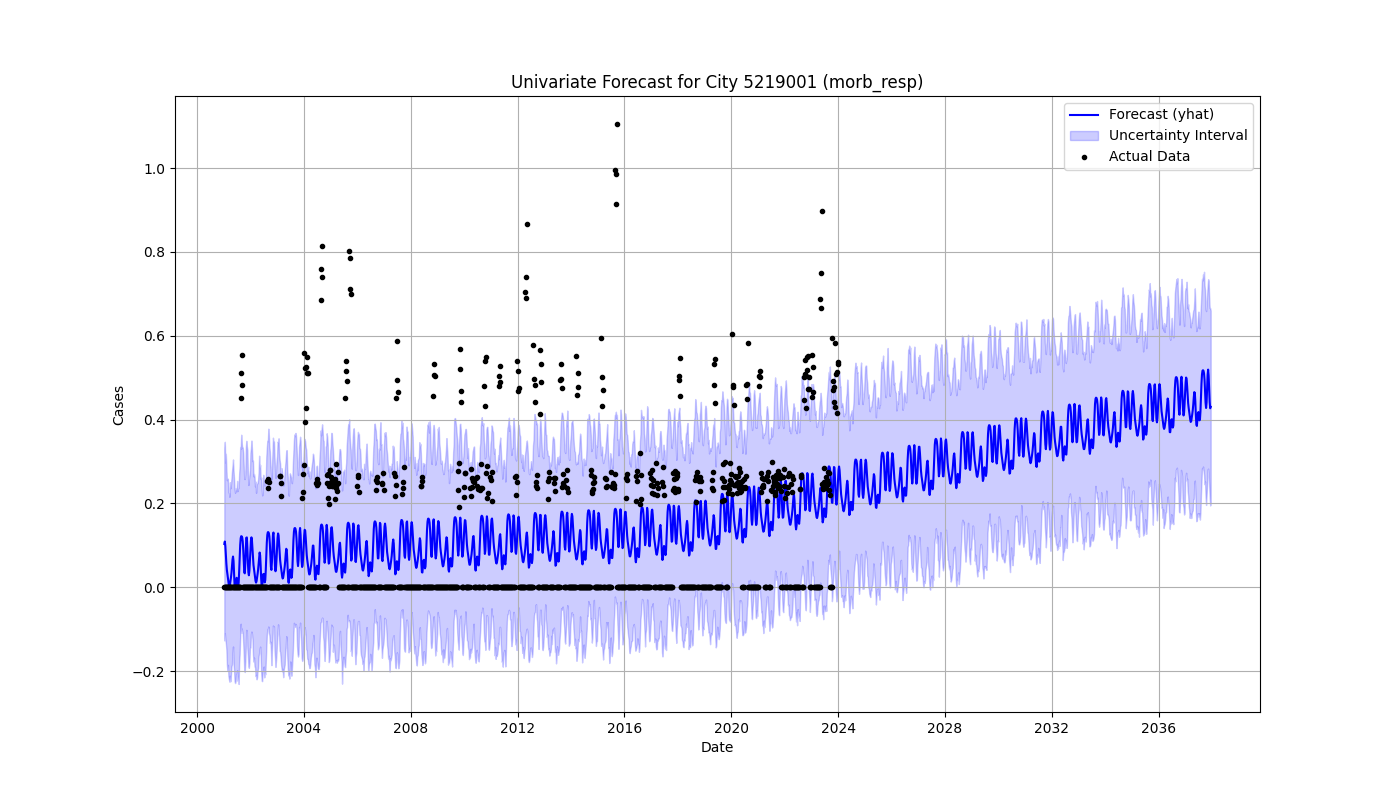 Univariate Forecast for City 5219001 (morb_resp)
Forecast (yhat)
Uncertainty Interval
Actual Data
Cases
1.0
0.8
0.6
0.4
0.2
0.0
−0.2
2000 2004 2008 2012 2016 2020 2024 2028 2032 2036
Date